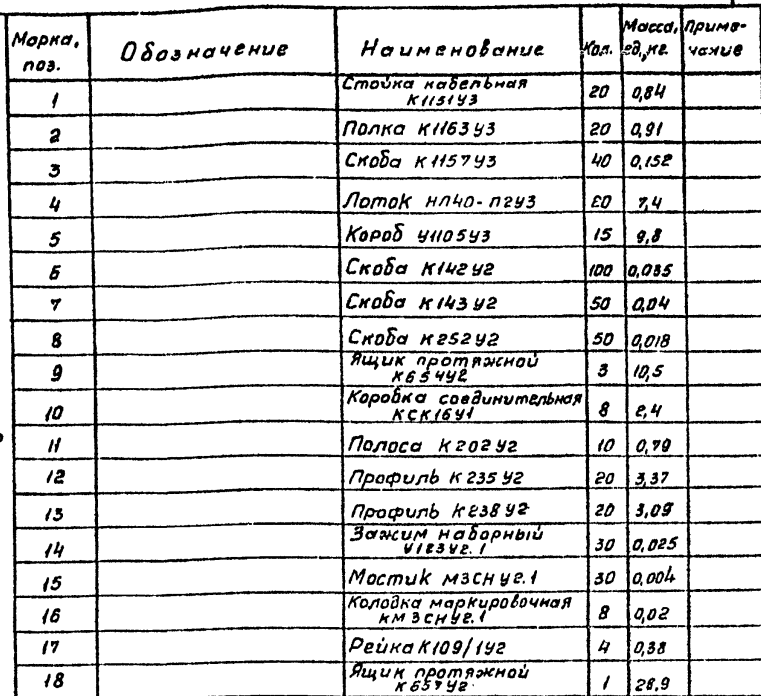 Марка, поз. Обозначение Наименование Кол. Масса, ед, кг. Примечание
1 Стойка кабельная К1151У3 20 0,84
2 Полка К1163У3 20 0,91
3 Скоба К1157У3 40 0,152
4 Лоток НЛ40-П2У3 20 7,4
5 Короб У1105У3 15 9,8
6 Скоба К142У2 100 0,035
7 Скоба К143У2 50 0,04
8 Скоба К252У2 50 0,018
9 Ящик протяжной К654У2 3 10,5
10 Коробка соединительная КСК16У1 8 2,4
11 Полоса К202У2 10 0,79
12 Профиль К235У2 20 3,37
13 Профиль К238У2 20 3,09
14 Зажим наборный У123У2.1 30 0,025
15 Мостик МЗСНУ2.1 30 0,004
16 Колодка маркировочная КМЗСНУ2.1 8 0,02
17 Рейка К109/1У2 4 0,38
18 Ящик протяжной К657У2 1 28,9